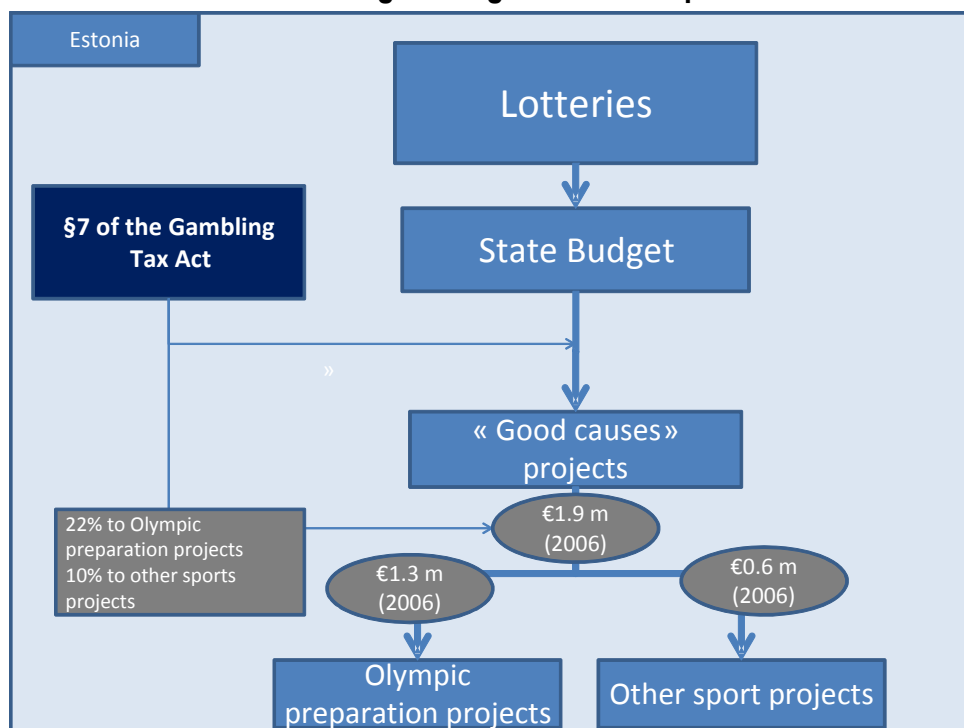 Estonia
Lotteries
§7 of the Gambling
Tax Act
State Budget
»
« Good causes»
projects
€1.9 m
(2006)
22% to Olympic
preparation projects
10% to other sports
projects
€1.3 m
(2006)
€0.6 m
(2006)
Olympic
preparation projects
Other sport projects